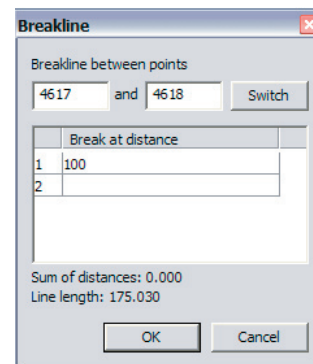 Breakline
Breakline between points
4617 and 4618 Switch
Break at distance
1 100
2
Sum of distances: 0.000
Line length: 175.030
OK Cancel